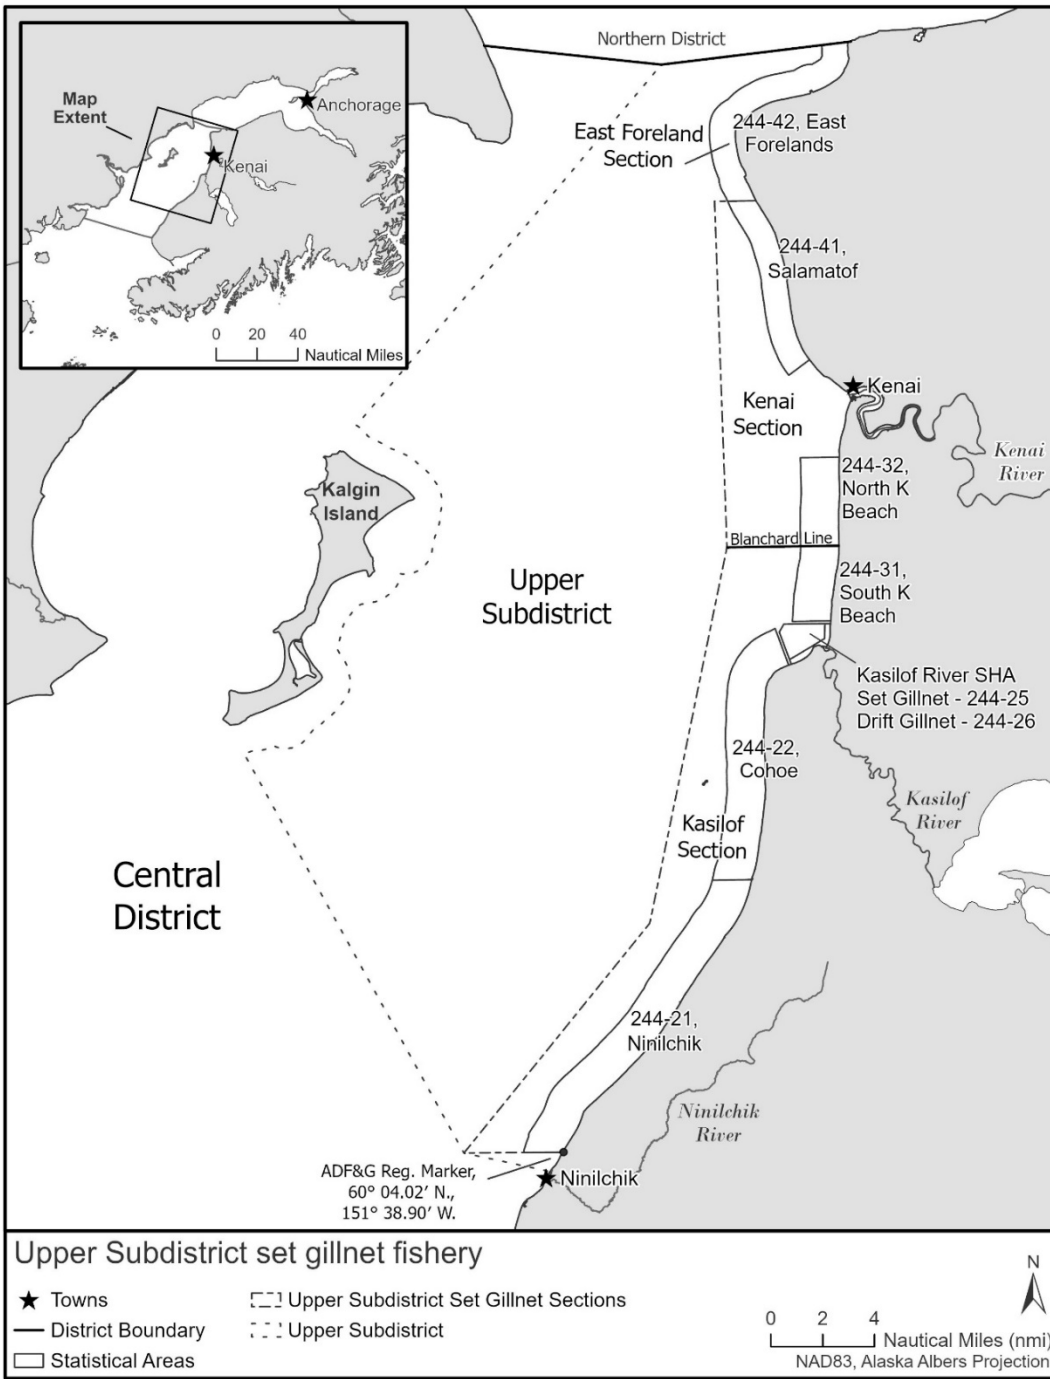 Northern District
Map
Extent
Anchorage
Kenai
0 20 40
Nautical Miles
East Foreland
Section
244-42, East
Forelands
244-41,
Salamatof
Kenai
Kenai
Section
Kenai
River
244-32,
North K
Beach
Blanchard Line
Kalgin
Island
Upper
Subdistrict
244-31,
South K
Beach
Kasilof River SHA
Set Gillnet - 244-25
Drift Gillnet - 244-26
244-22,
Cohoe
Kasilof
River
Kasilof
Section
Central
District
244-21,
Ninilchik
Ninilchik
River
ADF&G Reg. Marker,
60° 04.02' N.,
151° 38.90' W.
Ninilchik
Upper Subdistrict set gillnet fishery
Towns
District Boundary
Statistical Areas
Upper Subdistrict Set Gillnet Sections
Upper Subdistrict
N
0 2 4
Nautical Miles (nmi)
NAD83, Alaska Albers Projection